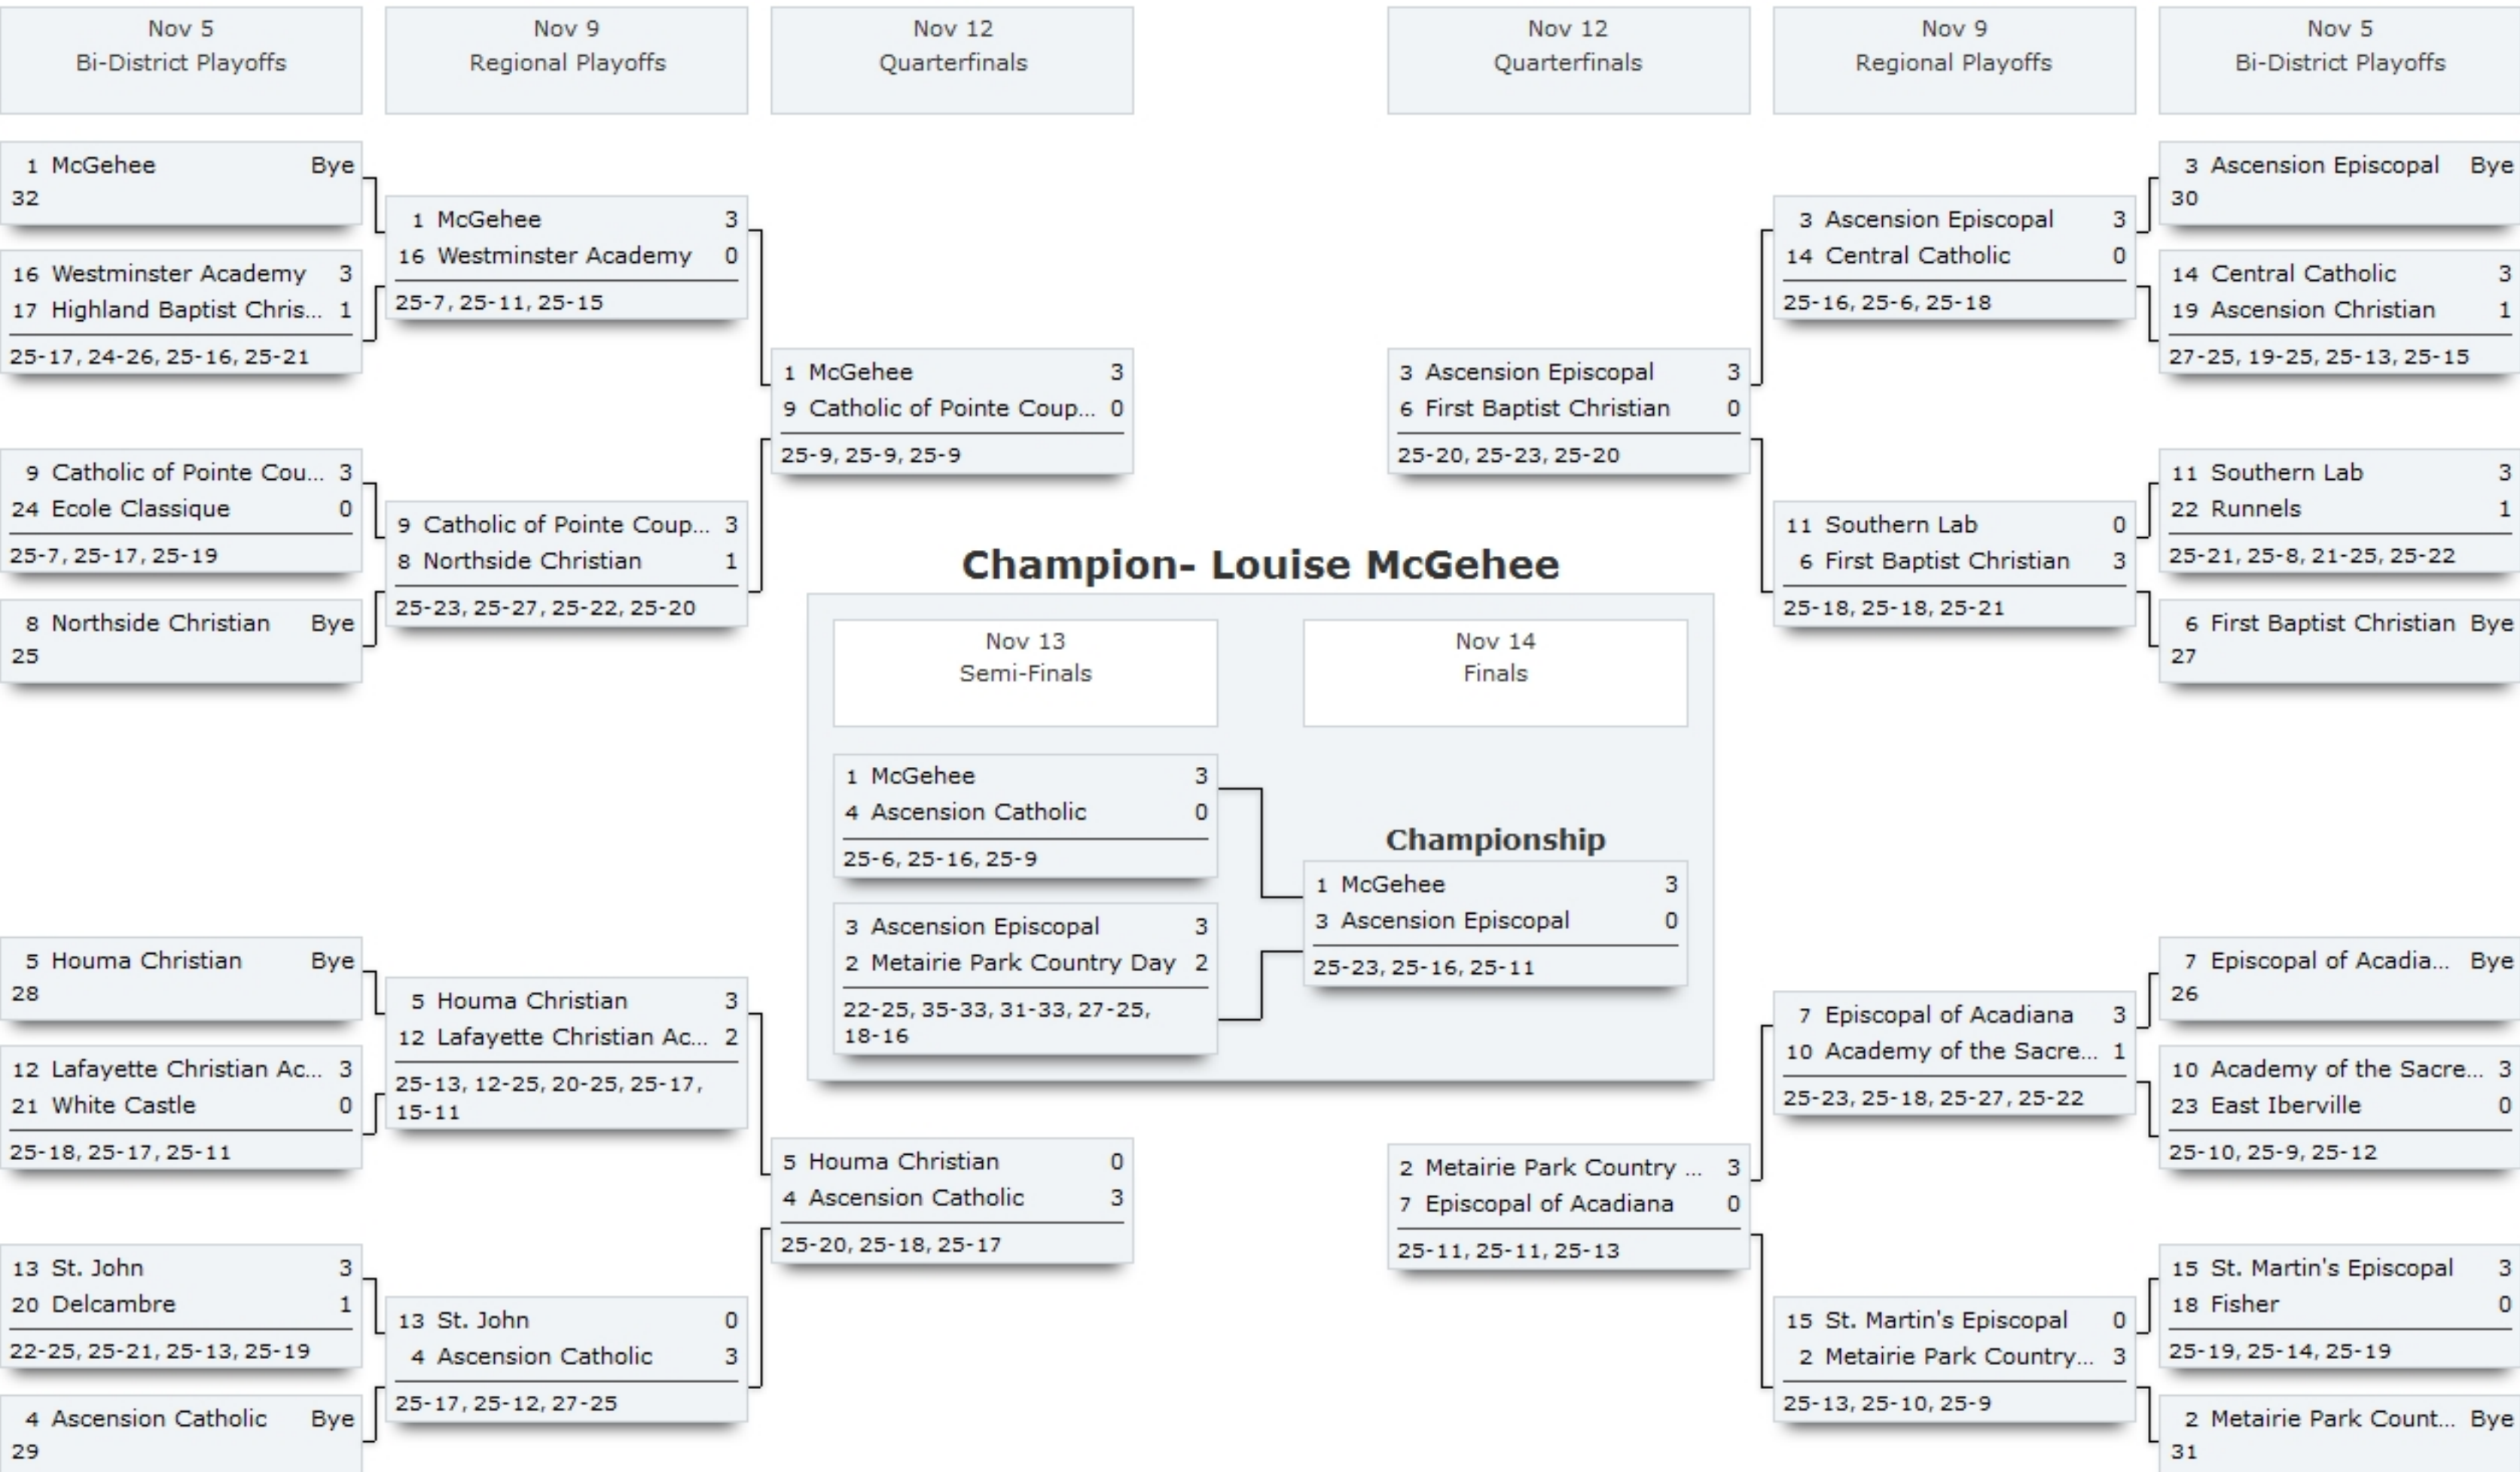 Nov 5
Bi-District Playoffs
Nov 9
Regional Playoffs
Nov 12
Quarterfinals
Nov 12
Quarterfinals
Nov 9
Regional Playoffs
Nov 5
Bi-District Playoffs
1 McGehee Bye
32
16 Westminster Academy 3
17 Highland Baptist Chris... 1
25-17, 24-26, 25-16, 25-21
9 Catholic of Pointe Cou... 3
24 Ecole Classique 0
25-7, 25-17, 25-19
8 Northside Christian Bye
25
5 Houma Christian Bye
28
12 Lafayette Christian Ac... 3
21 White Castle 0
25-18, 25-17, 25-11
13 St. John 3
20 Delcambre 1
22-25, 25-21, 25-13, 25-19
4 Ascension Catholic Bye
29
1 McGehee 3
16 Westminster Academy 0
25-7, 25-11, 25-15
9 Catholic of Pointe Coup... 3
8 Northside Christian 1
25-23, 25-27, 25-22, 25-20
5 Houma Christian 3
12 Lafayette Christian Ac... 2
25-13, 12-25, 20-25, 25-17,
15-11
13 St. John 0
4 Ascension Catholic 3
25-17, 25-12, 27-25
1 McGehee 3
9 Catholic of Pointe Coup... 0
25-9, 25-9, 25-9
5 Houma Christian 0
4 Ascension Catholic 3
25-20, 25-18, 25-17
Champion- Louise McGehee
Nov 13
Semi-Finals
Nov 14
Finals
1 McGehee 3
4 Ascension Catholic 0
25-6, 25-16, 25-9
3 Ascension Episcopal 3
2 Metairie Park Country Day 2
22-25, 35-33, 31-33, 27-25,
18-16
Championship
1 McGehee 3
3 Ascension Episcopal 0
25-23, 25-16, 25-11
3 Ascension Episcopal 3
6 First Baptist Christian 0
25-20, 25-23, 25-20
2 Metairie Park Country ... 3
7 Episcopal of Acadiana 0
25-11, 25-11, 25-13
3 Ascension Episcopal 3
14 Central Catholic 0
25-16, 25-6, 25-18
11 Southern Lab 0
6 First Baptist Christian 3
25-18, 25-18, 25-21
7 Episcopal of Acadiana 3
10 Academy of the Sacre... 1
25-23, 25-18, 25-27, 25-22
15 St. Martin's Episcopal 0
2 Metairie Park Country... 3
25-13, 25-10, 25-9
3 Ascension Episcopal Bye
30
14 Central Catholic 3
19 Ascension Christian 1
27-25, 19-25, 25-13, 25-15
11 Southern Lab 3
22 Runnels 1
25-21, 25-8, 21-25, 25-22
6 First Baptist Christian Bye
27
7 Episcopal of Acadia... Bye
26
10 Academy of the Sacre... 3
23 East Iberville 0
25-10, 25-9, 25-12
15 St. Martin's Episcopal 3
18 Fisher 0
25-19, 25-14, 25-19
2 Metairie Park Count... Bye
31